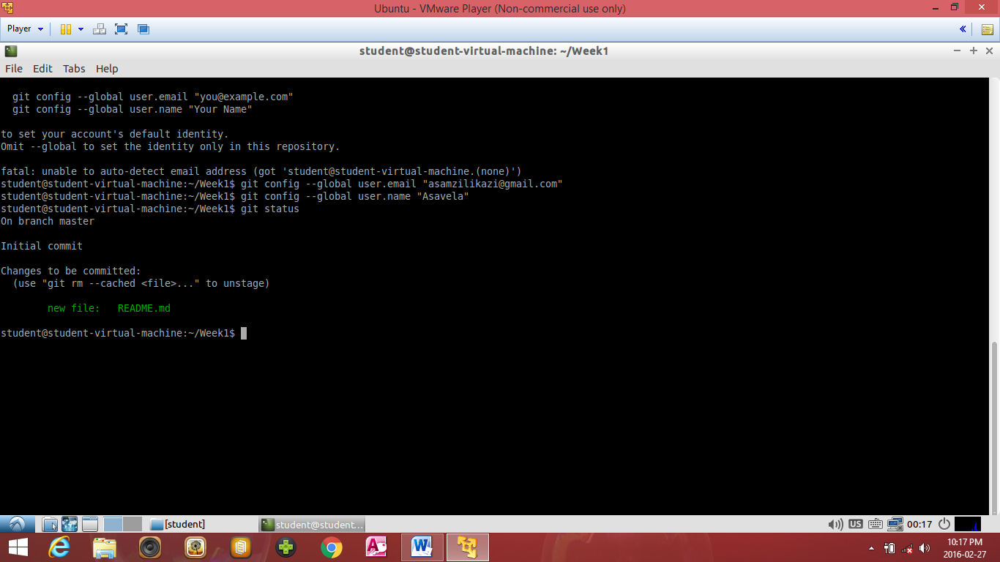 Ubuntu - VMware Player (Non-commercial use only)
Player
student@student-virtual-machine: ~/Week1
File Edit Tabs Help
  git config --global user.email "you@example.com"
  git config --global user.name "Your Name"
to set your account's default identity.
Omit --global to set the identity only in this repository.
fatal: unable to auto-detect email address (got 'student@student-virtual-machine.(none)')
student@student-virtual-machine:~/Week1$ git config --global user.email "asamzilikazi@gmail.com"
student@student-virtual-machine:~/Week1$ git config --global user.name "Asavela"
student@student-virtual-machine:~/Week1$ git status
On branch master
Initial commit
Changes to be committed:
  (use "git rm --cached <file>..." to unstage)
        new file:   README.md
student@student-virtual-machine:~/Week1$
[student] student@student... US 00:17
10:17 PM
2016-02-27